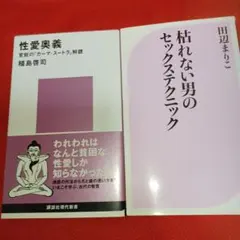 性愛奥義
官能の『カーマ・スートラ』解読
植島啓司
われわれは
なんと貧困な
性愛しか
知らなかったか
講談社現代新書
田辺まりこ
枯れない男の
セックステクニック